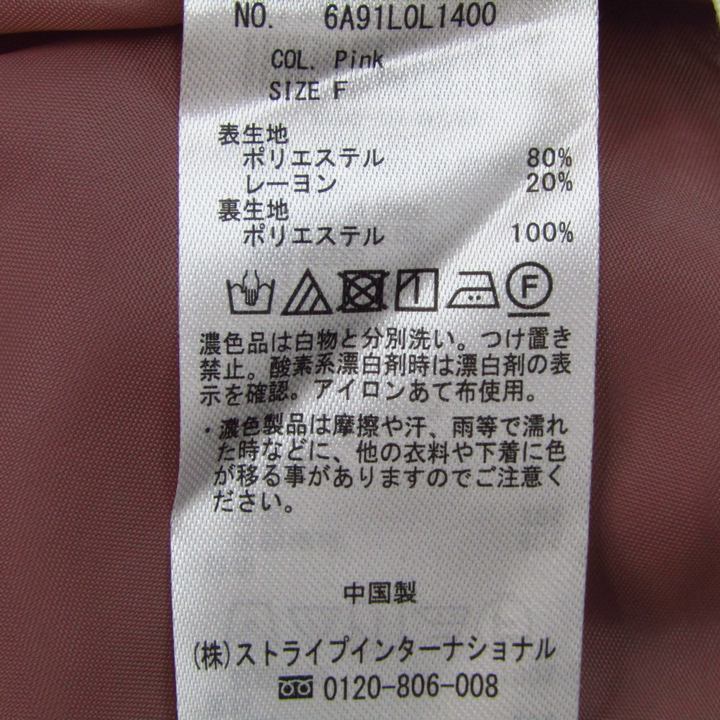 NO. 6A91L0L1400
COL. Pink
SIZE F
表生地
ポリエステル 80%
レーヨン 20%
裏生地
ポリエステル 100%
F
濃色品は白物と分別洗い。つけ置き
禁止。酸素系漂白剤時は漂白剤の表
示を確認。アイロンあて布使用。
・濃色製品は摩擦や汗、雨等で濡れ
た時などに、他の衣料や下着に色
が移る事がありますのでご注意く
ださい。
中国製
(株)ストライプインターナショナル
0120-806-008